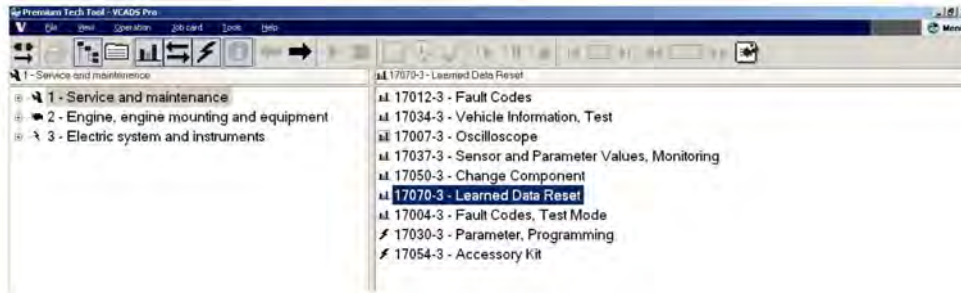 Premium Tech Tool - VCADS Pro
V File View Operation Job card Tools Help
Menu
1 - Service and maintenance
17070-3 - Learned Data Reset
1 - Service and maintenance
2 - Engine, engine mounting and equipment
3 - Electric system and instruments
17012-3 - Fault Codes
17034-3 - Vehicle Information, Test
17007-3 - Oscilloscope
17037-3 - Sensor and Parameter Values, Monitoring
17050-3 - Change Component
17070-3 - Learned Data Reset
17004-3 - Fault Codes, Test Mode
17030-3 - Parameter, Programming
17054-3 - Accessory Kit